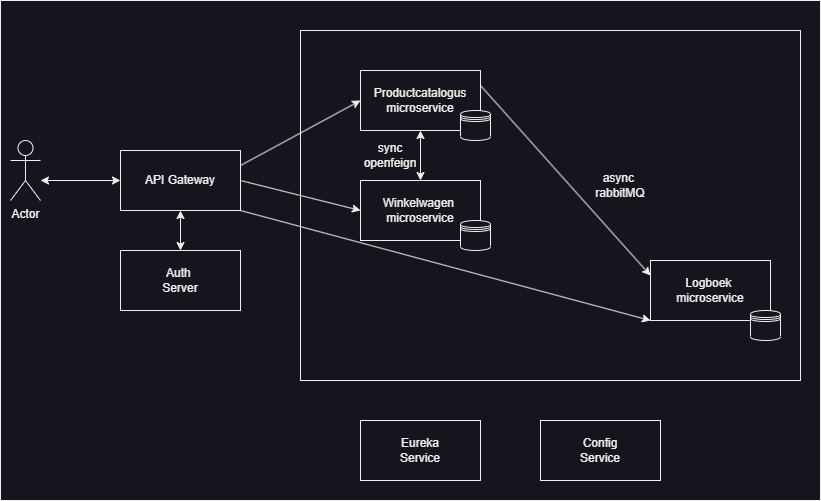 Productcatalogus
microservice
sync
openfeign
API Gateway
async
rabbitMQ
Winkelwagen
microservice
Actor
Auth
Server
Logboek
microservice
Eureka
Service
Config
Service